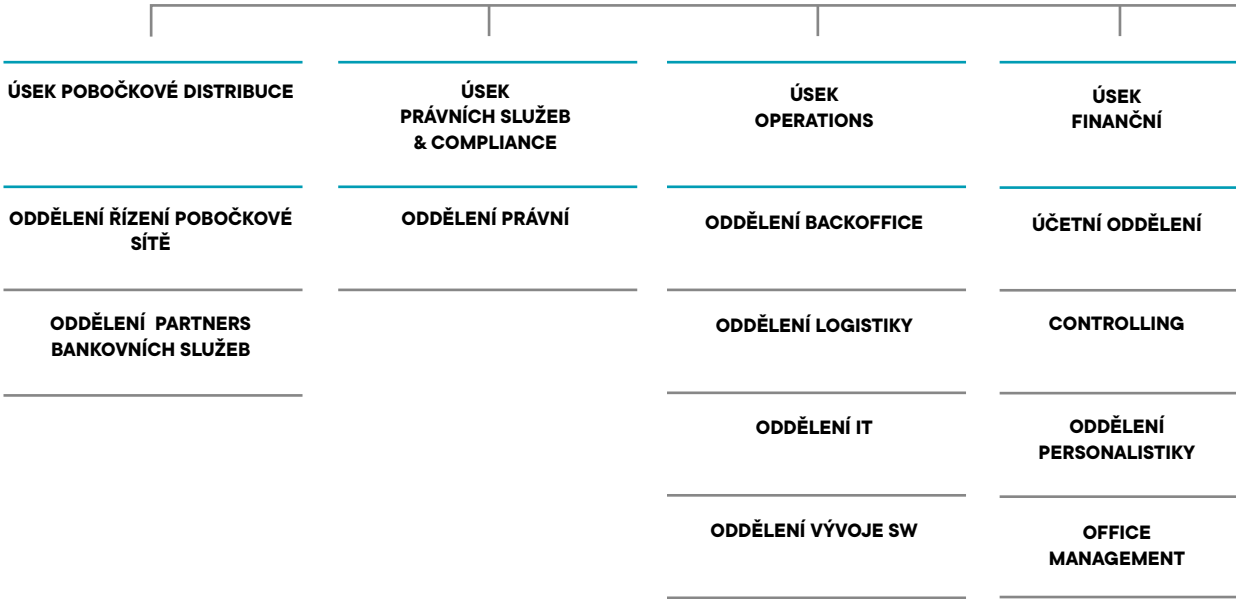 ÚSEK POBOČKOVÉ DISTRIBUCE
ÚSEK
PRÁVNÍCH SLUŽEB
& COMPLIANCE
ÚSEK
OPERATIONS
ÚSEK
FINANČNÍ
ODDĚLENÍ ŘÍZENÍ POBOČKOVÉ
SÍTĚ
ODDĚLENÍ PRÁVNÍ
ODDĚLENÍ BACKOFFICE
ÚČETNÍ ODDĚLENÍ
ODDĚLENÍ PARTNERS
BANKOVNÍCH SLUŽEB
ODDĚLENÍ LOGISTIKY
CONTROLLING
ODDĚLENÍ IT
ODDĚLENÍ
PERSONALISTIKY
ODDĚLENÍ VÝVOJE SW
OFFICE
MANAGEMENT